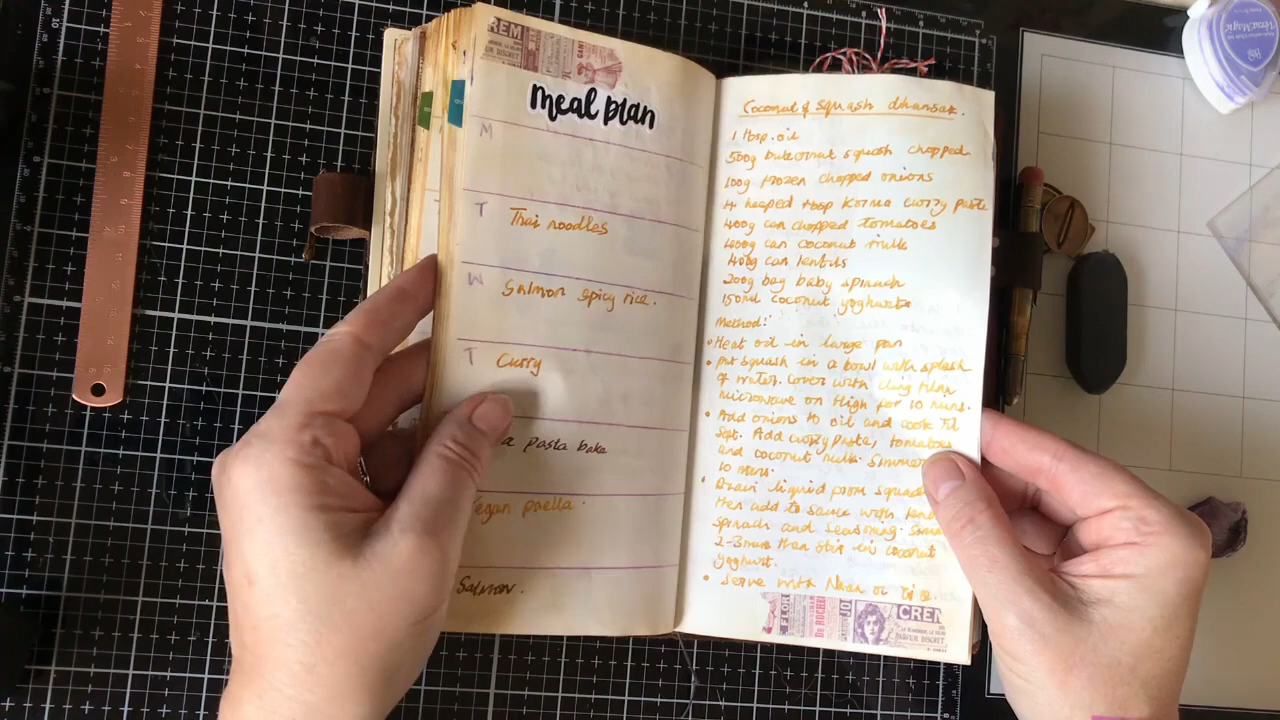 meal plan
M
T
Thai noodles
W
Salmon spicy rice.
T
Curry
a pasta bake
egan paella
Salmon.
Coconut & squash dhansak.
1 tbsp. oil
500g butternut squash chopped
100g frozen chopped onions
4 heaped tbsp korma curry paste
400g can chopped tomatoes
400g can coconut milk
400g can lentils
200g bag baby spinach
150ml coconut yoghurt
Method:
• Heat oil in large pan
• put squash in a bowl with splash
of water. Cover with cling film
microwave on High for 10 mins.
• Add onions to oil and cook til
soft. Add curry paste, tomatoes
and coconut milk. Simmer
10 mins.
• Drain liquid from squash
then add to sauce with
spinach and seasoning.
2-3 mins then stir in coconut
yoghurt.
• Serve with Naan or
CREM